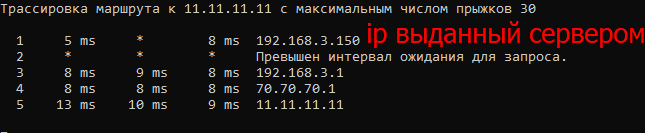 Трассировка маршрута к 11.11.11.11 с максимальным числом прыжков 30
1 5 ms * 8 ms 192.168.3.150 ip выданный сервером
2 * * * Превышен интервал ожидания для запроса.
3 8 ms 9 ms 8 ms 192.168.3.1
4 8 ms 8 ms 8 ms 70.70.70.1
5 13 ms 10 ms 9 ms 11.11.11.11